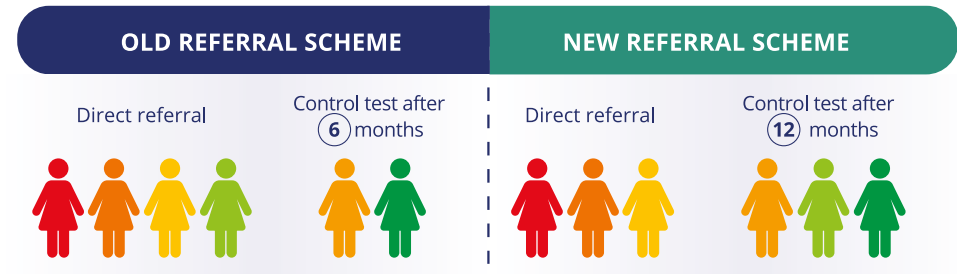 OLD REFERRAL SCHEME
NEW REFERRAL SCHEME
Direct referral
Control test after
6 months
Direct referral
Control test after
12 months